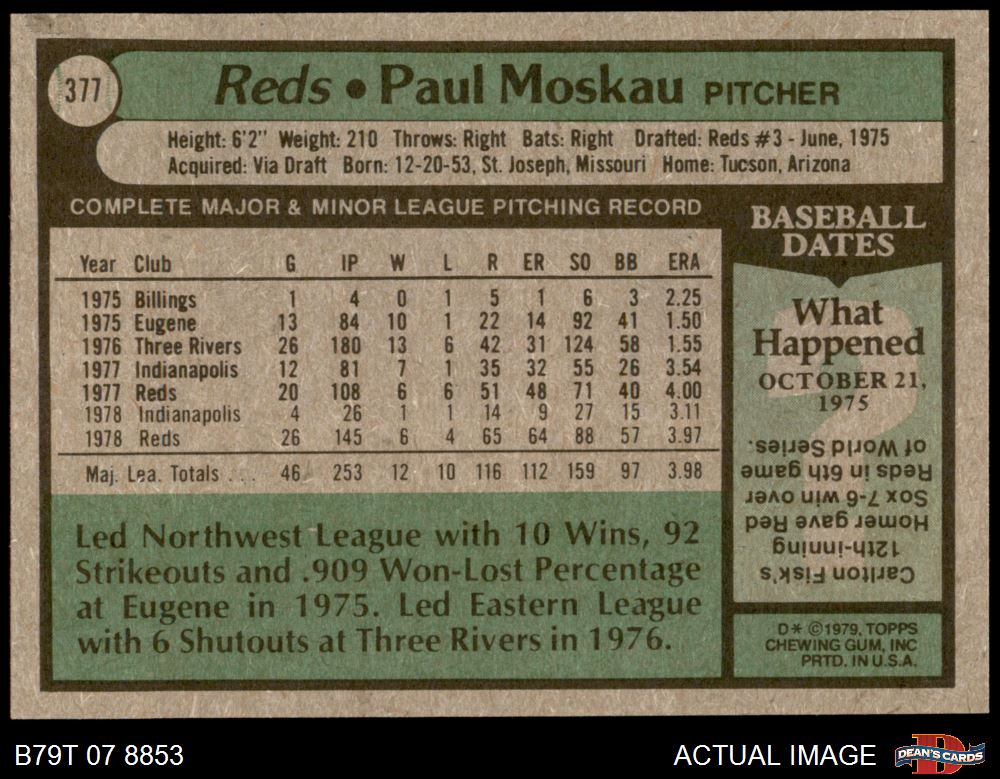 377
Reds • Paul Moskau PITCHER
Height: 6'2" Weight: 210 Throws: Right Bats: Right Drafted: Reds #3 - June, 1975
Acquired: Via Draft Born: 12-20-53, St. Joseph, Missouri Home: Tucson, Arizona
COMPLETE MAJOR & MINOR LEAGUE PITCHING RECORD
Year Club G IP W L R ER SO BB ERA
1975 Billings 1 4 0 1 5 1 6 3 2.25
1975 Eugene 13 84 10 1 22 14 92 41 1.50
1976 Three Rivers 26 180 13 6 42 31 124 58 1.55
1977 Indianapolis 12 81 7 1 35 32 55 26 3.54
1977 Reds 20 108 6 6 51 48 71 40 4.00
1978 Indianapolis 4 26 1 1 14 9 27 15 3.11
1978 Reds 26 145 6 4 65 64 88 57 3.97
Maj. Lea. Totals . . . 46 253 12 10 116 112 159 97 3.98
Led Northwest League with 10 Wins, 92
Strikeouts and .909 Won-Lost Percentage
at Eugene in 1975. Led Eastern League
with 6 Shutouts at Three Rivers in 1976.
BASEBALL
DATES
What
Happened
OCTOBER 21,
1975
?
Carlton Fisk's
12th-inning
Homer gave Red
Sox 7-6 win over
Reds in 6th game
of World Series.
D* ©1979, TOPPS
CHEWING GUM, INC
PRTD. IN U.S.A.
B79T 07 8853
ACTUAL IMAGE
D
DEAN'S CARDS